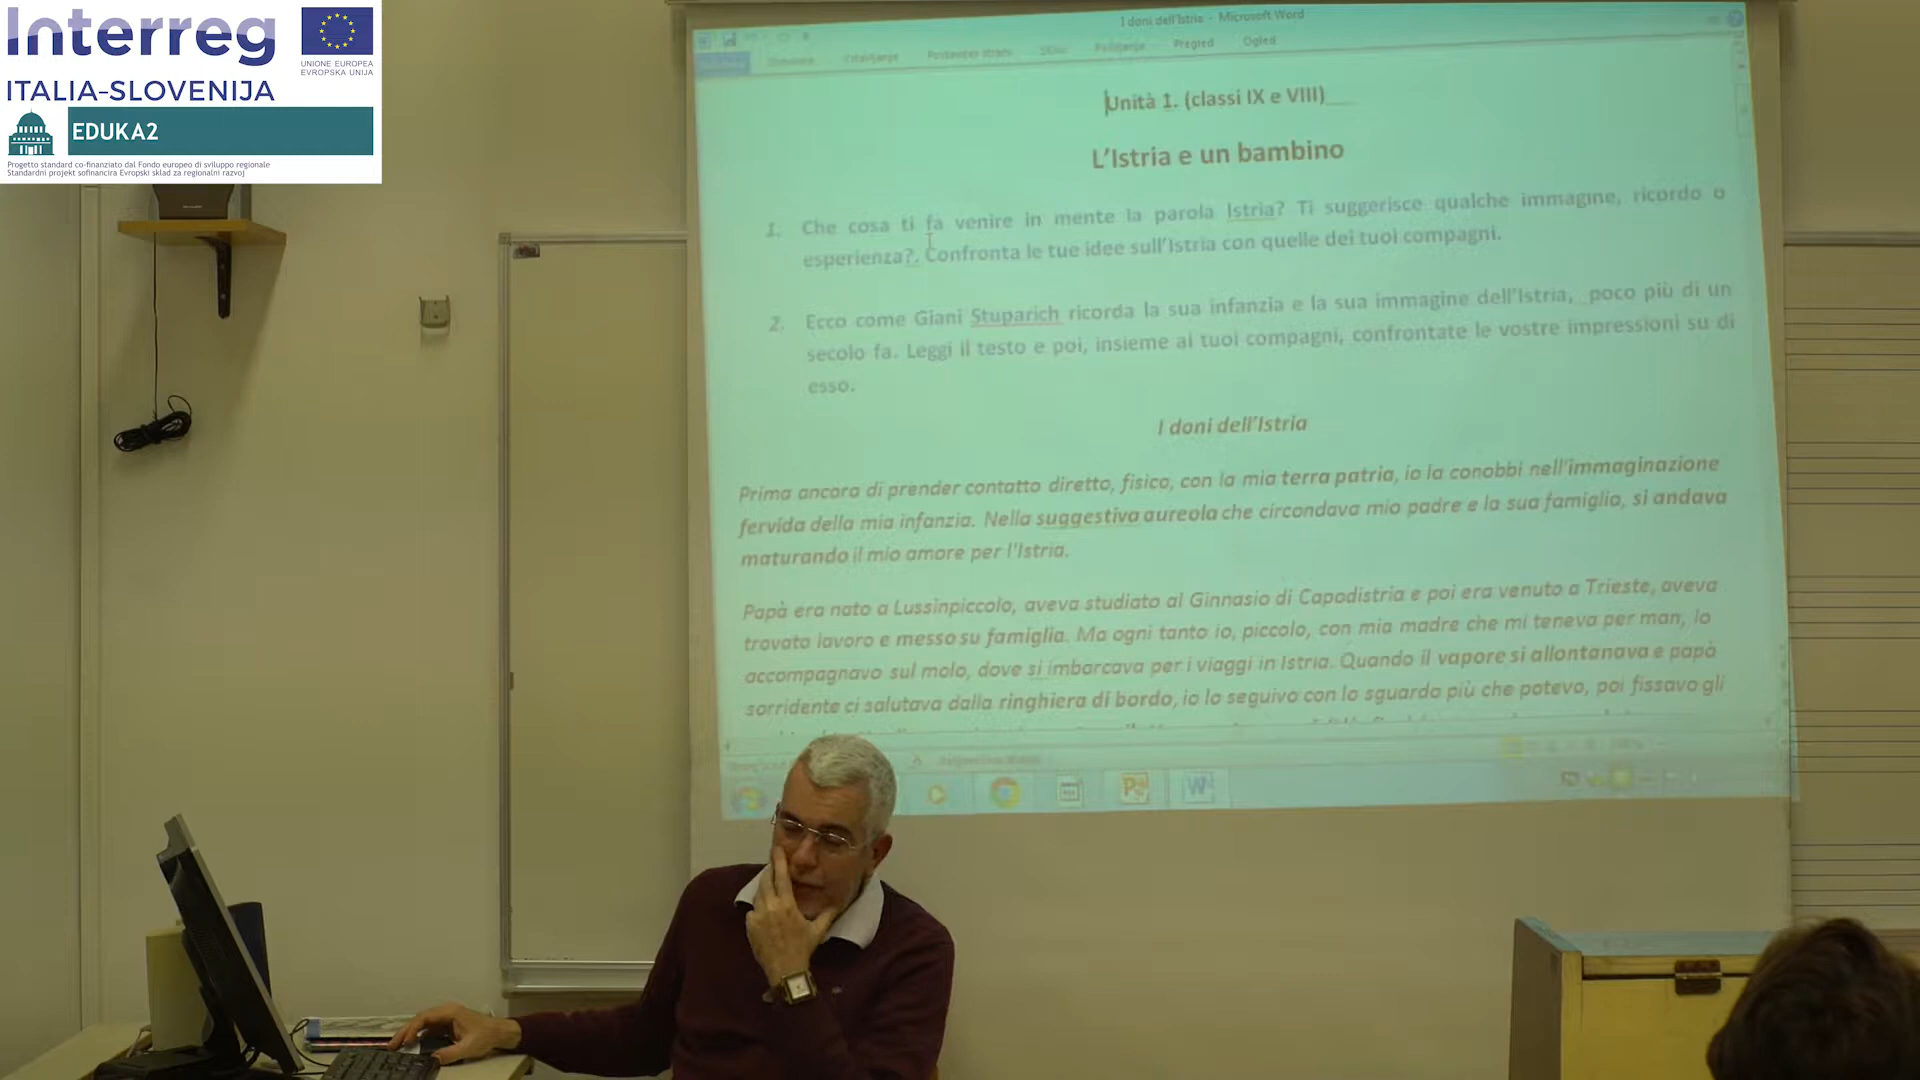 Interreg
UNIONE EUROPEA
EVROPSKA UNIJA
ITALIA-SLOVENIJA
EDUKA2
Progetto standard co-finanziato dal Fondo europeo di sviluppo regionale
Standardni projekt sofinancira Evropski sklad za regionalni razvoj
I doni dell'Istria - Microsoft Word
Vstavljanje Postavitev strani Sklici Pošiljanje Pregled Ogled
Unità 1. (classi IX e VIII)
L'Istria e un bambino
1. Che cosa ti fa venire in mente la parola Istria? Ti suggerisce qualche immagine, ricordo o
esperienza?. Confronta le tue idee sull'Istria con quelle dei tuoi compagni.
2. Ecco come Giani Stuparich ricorda la sua infanzia e la sua immagine dell'Istria, poco più di un
secolo fa. Leggi il testo e poi, insieme ai tuoi compagni, confrontate le vostre impressioni su di
esso.
I doni dell'Istria
Prima ancora di prender contatto diretto, fisico, con la mia terra patria, io la conobbi nell'immaginazione
fervida della mia infanzia. Nella suggestiva aureola che circondava mio padre e la sua famiglia, si andava
maturando il mio amore per l'Istria.
Papà era nato a Lussinpiccolo, aveva studiato al Ginnasio di Capodistria e poi era venuto a Trieste, aveva
trovato lavoro e messo su famiglia. Ma ogni tanto io, piccolo, con mia madre che mi teneva per man, lo
accompagnavo sul molo, dove si imbarcava per i viaggi in Istria. Quando il vapore si allontanava e papà
sorridente ci salutava dalla ringhiera di bordo, io lo seguivo con lo sguardo più che potevo, poi fissavo gli